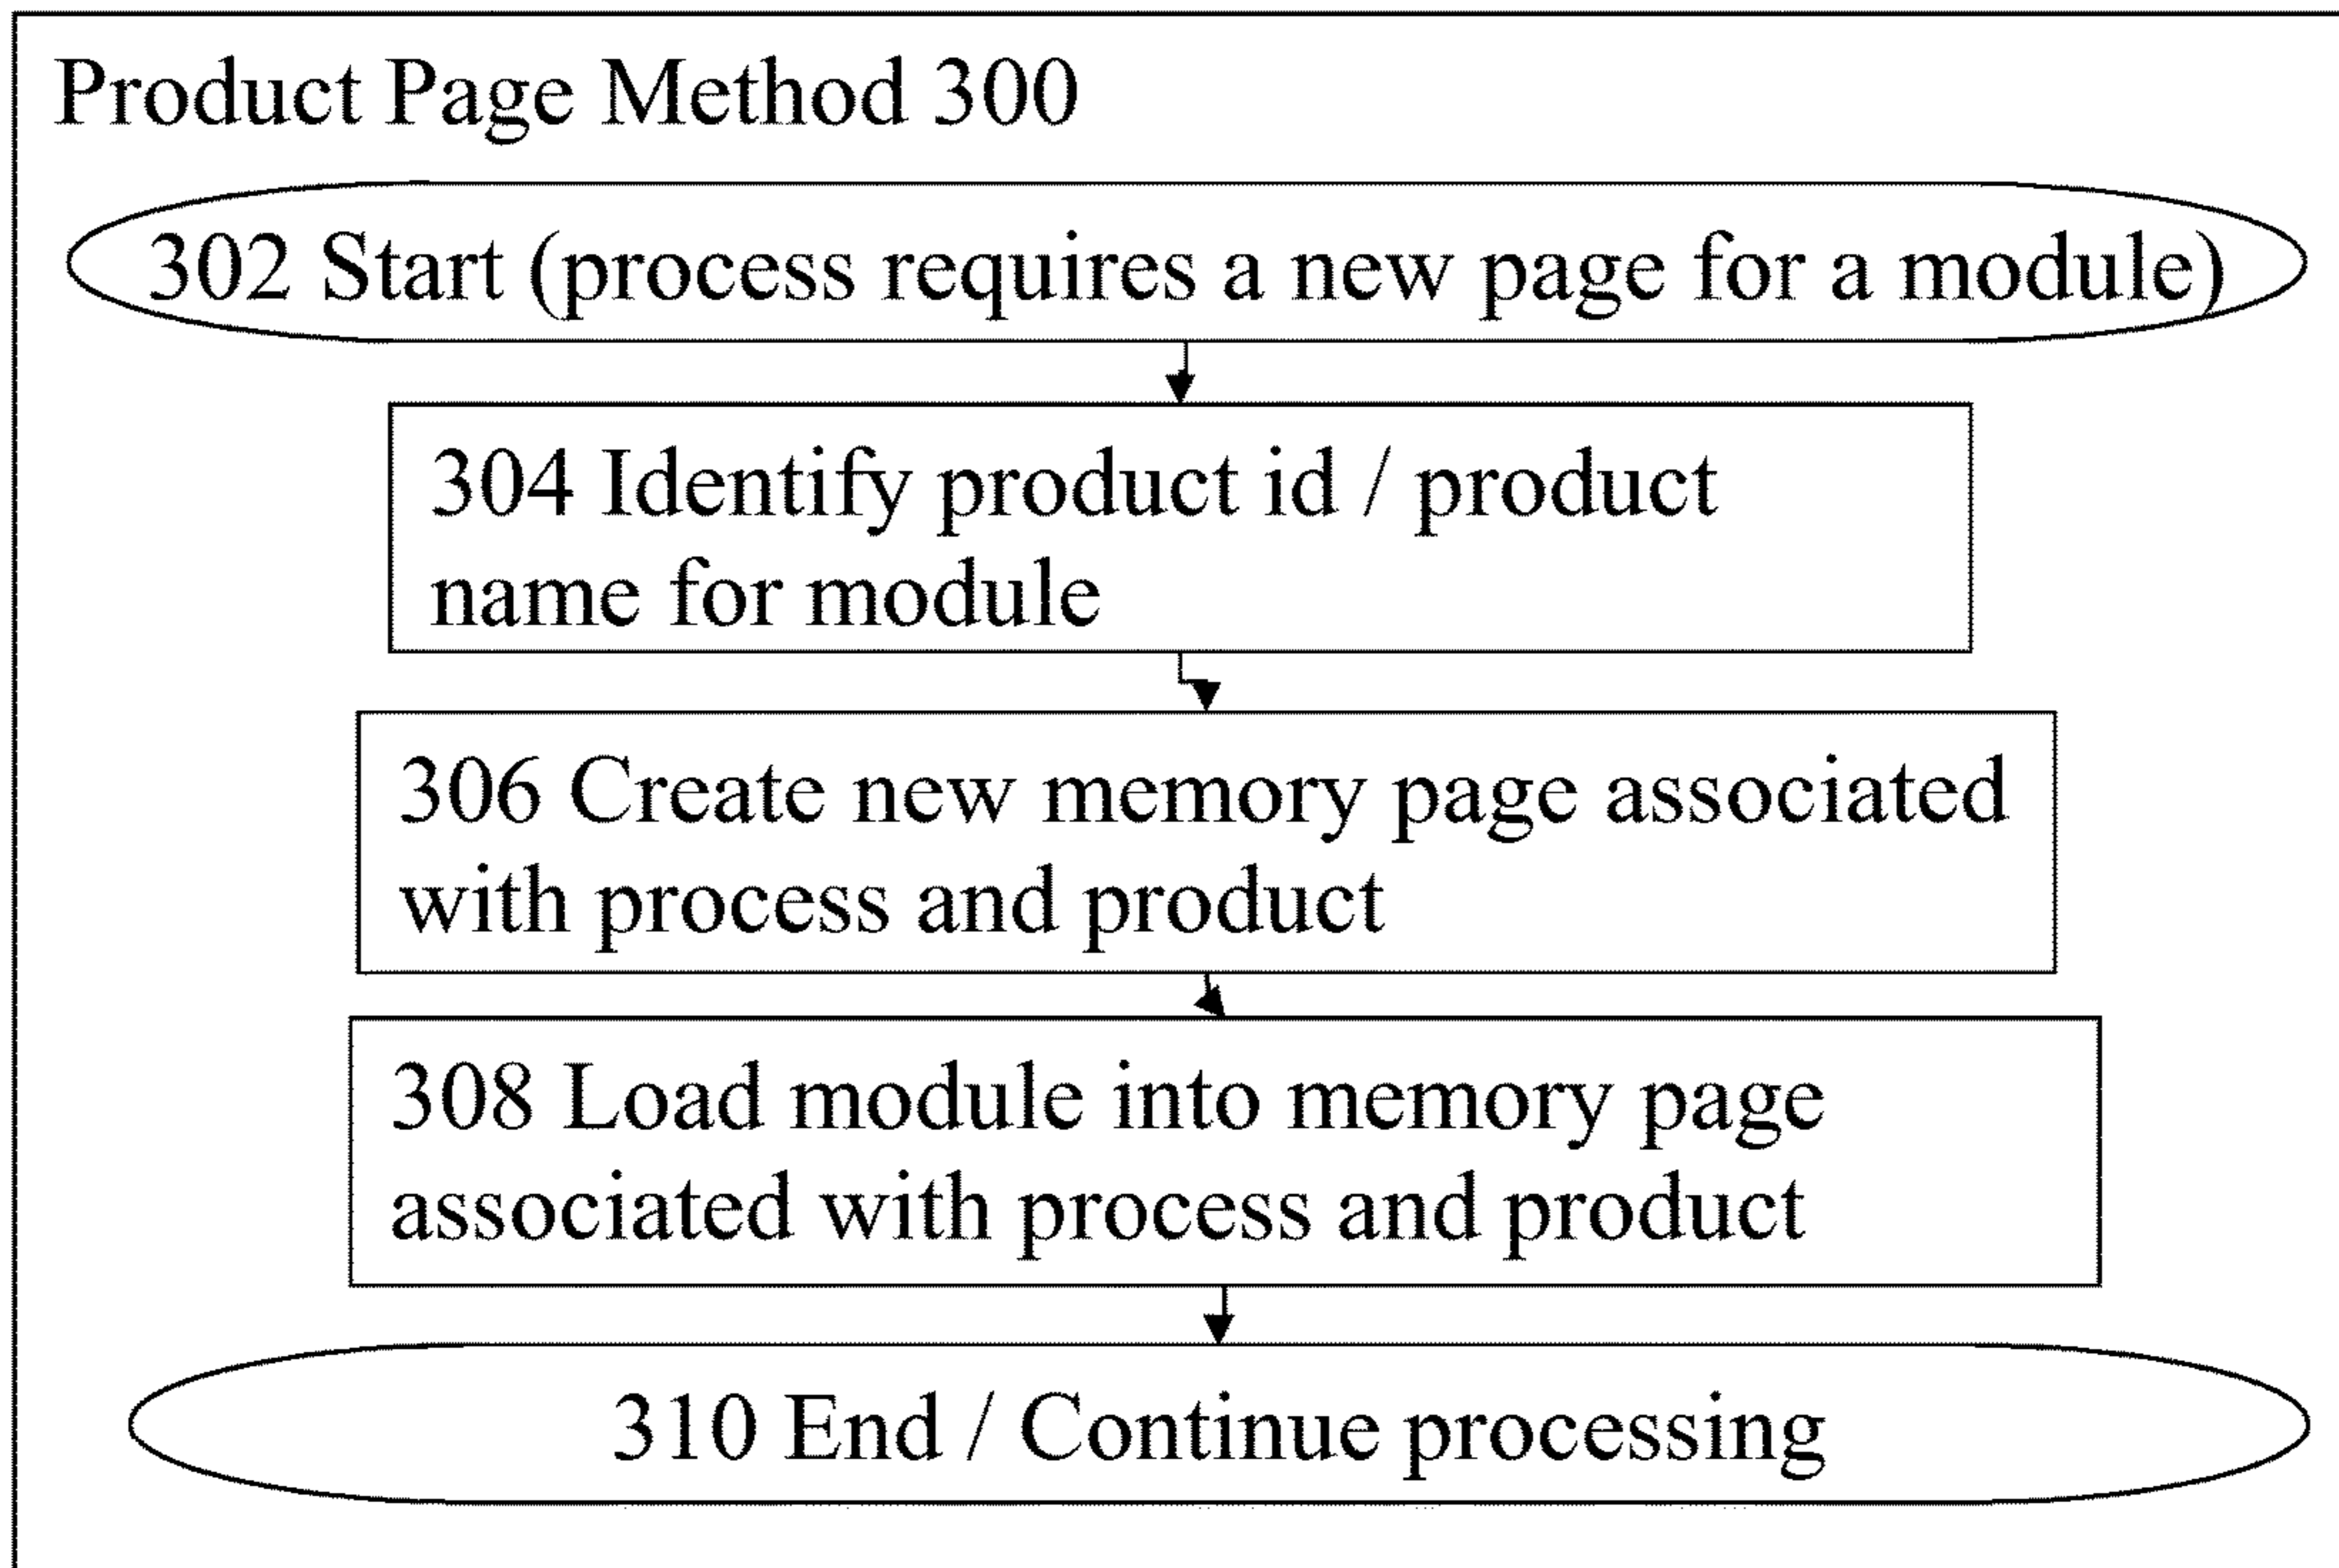 Product Page Method 300
302 Start (process requires a new page for a module)
304 Identify product id / product
name for module
306 Create new memory page associated
with process and product
308 Load module into memory page
associated with process and product
310 End / Continue processing